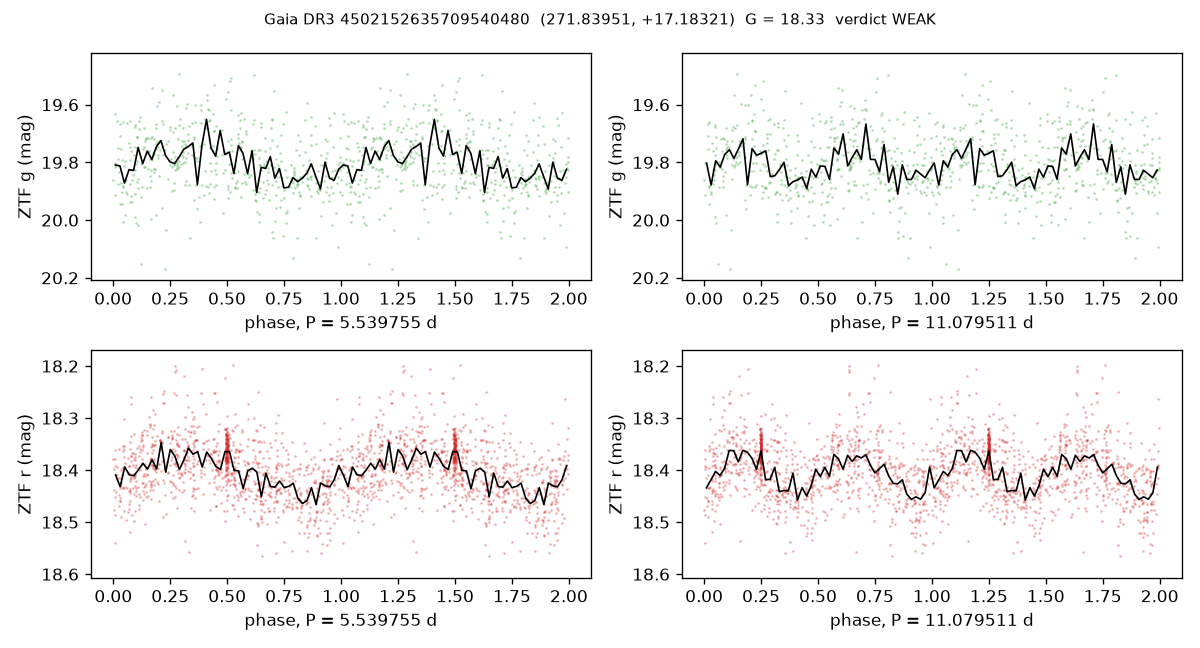 Gaia DR3 4502152635709540480  (271.83951, +17.18321)  G = 18.33  verdict WEAK
ZTF g (mag)
19.6
19.8
20.0
20.2
0.00 0.25 0.50 0.75 1.00 1.25 1.50 1.75 2.00
phase, P = 5.539755 d
ZTF g (mag)
19.6
19.8
20.0
20.2
0.00 0.25 0.50 0.75 1.00 1.25 1.50 1.75 2.00
phase, P = 11.079511 d
ZTF r (mag)
18.2
18.3
18.4
18.5
18.6
0.00 0.25 0.50 0.75 1.00 1.25 1.50 1.75 2.00
phase, P = 5.539755 d
ZTF r (mag)
18.2
18.3
18.4
18.5
18.6
0.00 0.25 0.50 0.75 1.00 1.25 1.50 1.75 2.00
phase, P = 11.079511 d